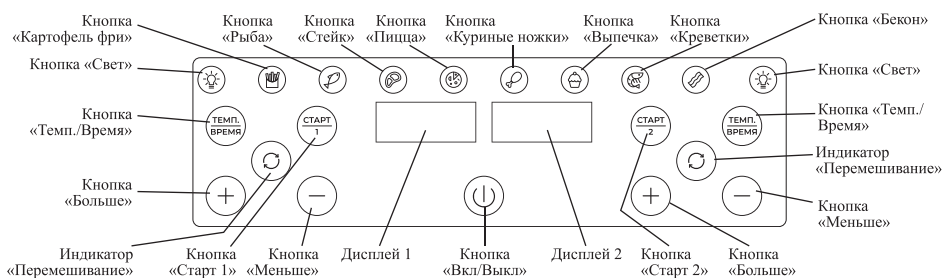 Кнопка
«Картофель фри»
Кнопка
«Рыба»
Кнопка
«Стейк»
Кнопка
«Пицца»
Кнопка
«Куриные ножки»
Кнопка
«Выпечка»
Кнопка
«Креветки»
Кнопка «Бекон»
Кнопка «Свет»
Кнопка «Свет»
Кнопка
«Темп./Время»
ТЕМП.
ВРЕМЯ
СТАРТ
1
СТАРТ
2
ТЕМП.
ВРЕМЯ
Кнопка «Темп./
Время»
Индикатор
«Перемешивание»
Кнопка
«Больше»
Кнопка
«Меньше»
Индикатор
«Перемешивание»
Кнопка
«Старт 1»
Кнопка
«Меньше»
Дисплей 1
Кнопка
«Вкл/Выкл»
Дисплей 2
Кнопка
«Старт 2»
Кнопка
«Больше»